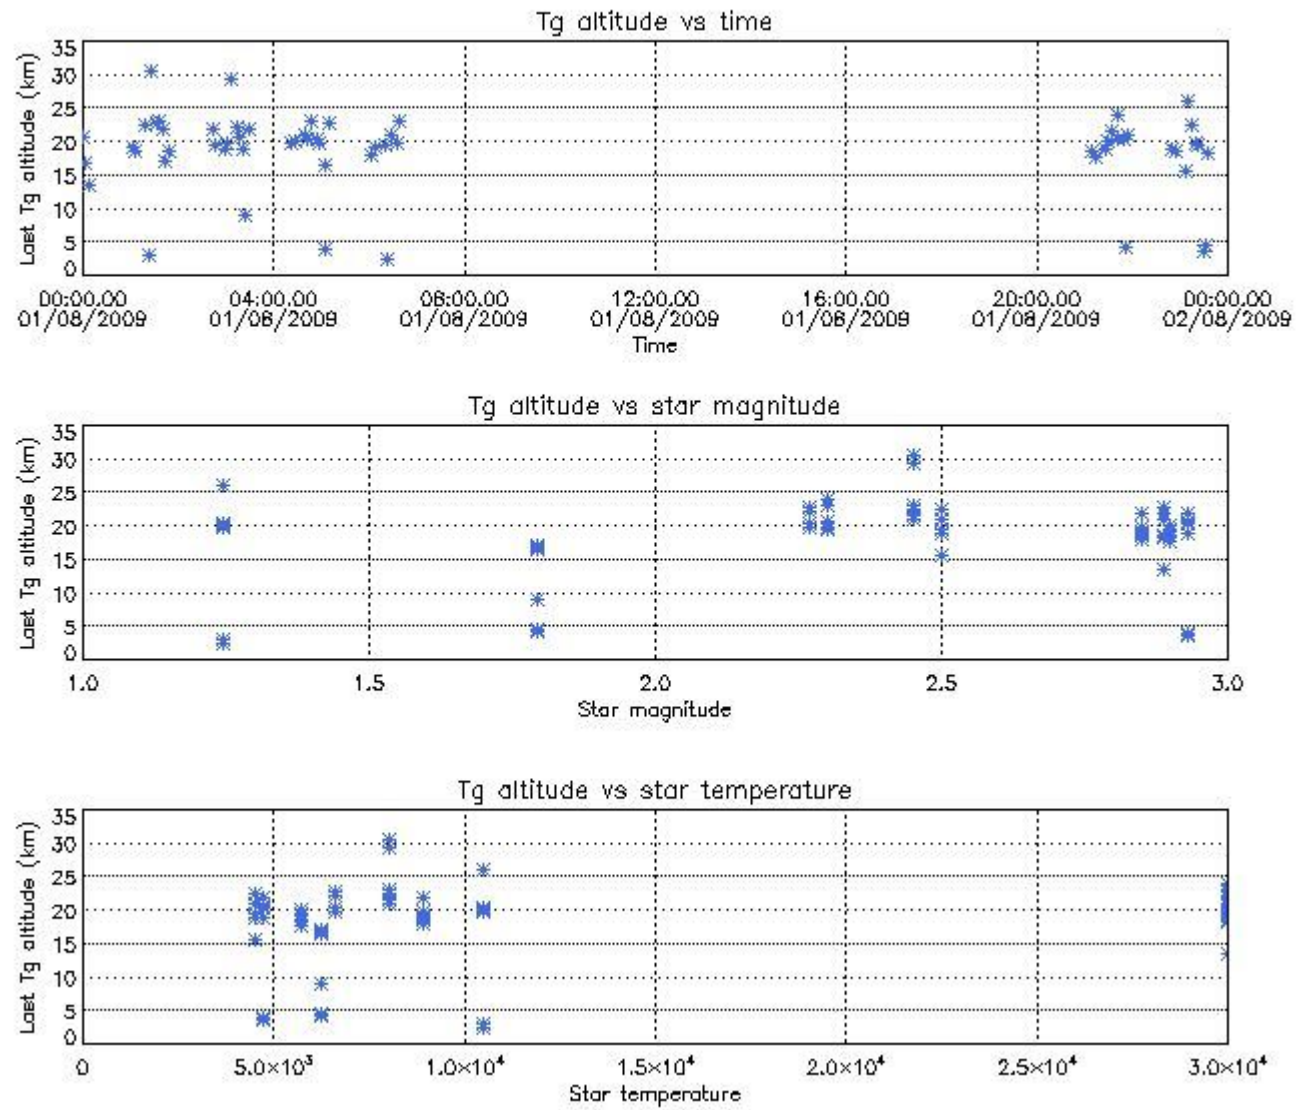 Tg altitude vs time
Last Tg altitude (km)
35
30
25
20
15
10
5
0
00:00.00 04:00.00 08:00.00 12:00.00 16:00.00 20:00.00 00:00.00
01/08/2009 01/08/2009 01/08/2009 01/08/2009 01/08/2009 01/08/2009 02/08/2009
Time
Tg altitude vs star magnitude
Last Tg altitude (km)
35
30
25
20
15
10
5
0
1.0 1.5 2.0 2.5 3.0
Star magnitude
Tg altitude vs star temperature
Last Tg altitude (km)
35
30
25
20
15
10
5
0
0 5.0×10³ 1.0×10⁴ 1.5×10⁴ 2.0×10⁴ 2.5×10⁴ 3.0×10⁴
Star temperature